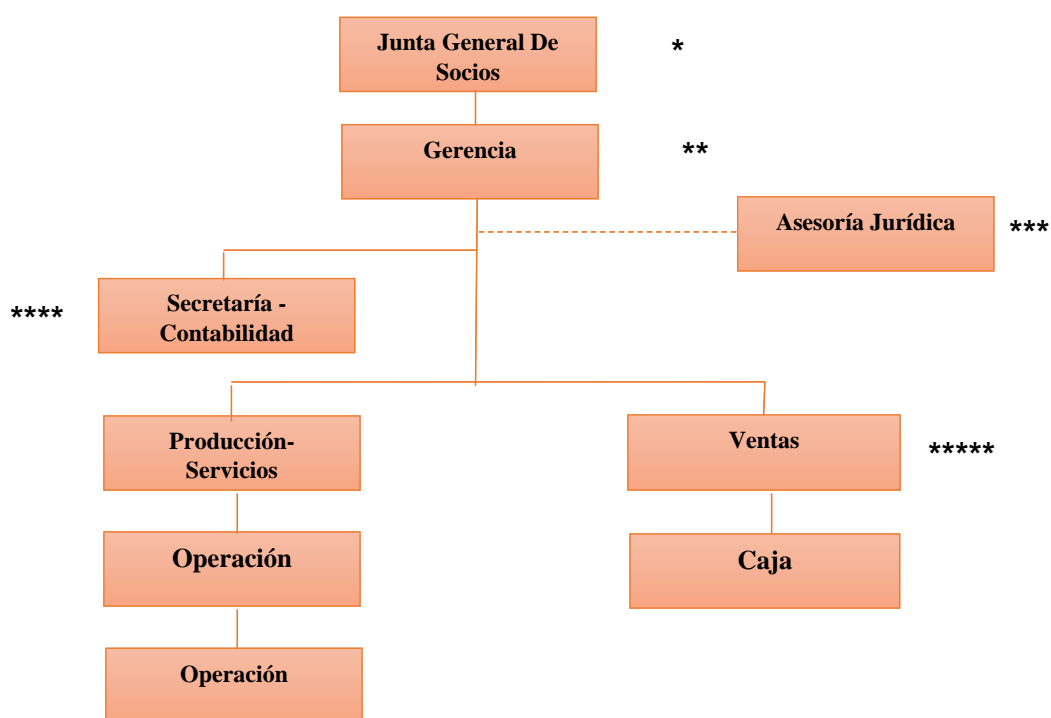 Junta General De
Socios
*
Gerencia
**
Asesoría Jurídica
***
Secretaría -
Contabilidad
****
Producción-
Servicios
Ventas
*****
Operación
Caja
Operación